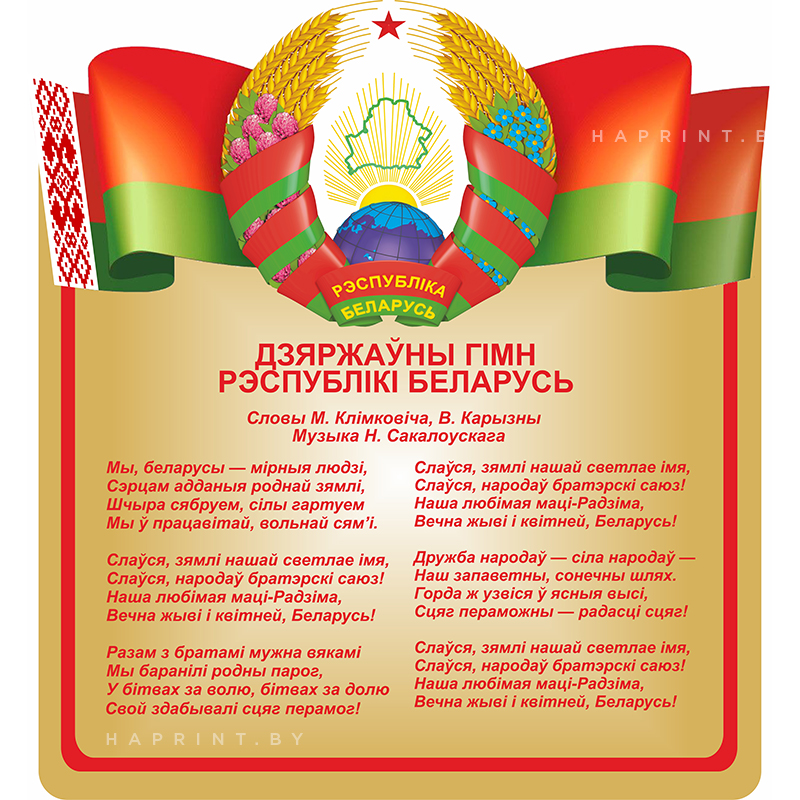 HAPRINT.B
РЭСПУБЛІКА
БЕЛАРУСЬ
ДЗЯРЖАЎНЫ ГІМН
РЭСПУБЛІКІ БЕЛАРУСЬ
Словы М. Клімковіча, В. Карызны
Музыка Н. Сакалоускага
Мы, беларусы — мірныя людзі,
Сэрцам адданыя роднай зямлі,
Шчыра сябруем, сілы гартуем
Мы ў працавітай, вольнай сям’і.
Слаўся, зямлі нашай светлае імя,
Слаўся, народаў братэрскі саюз!
Наша любімая маці-Радзіма,
Вечна жыві і квітней, Беларусь!
Разам з братамі мужна вякамі
Мы баранілі родны парог,
У бітвах за волю, бітвах за долю
Свой здабывалі сцяг перамог!
Слаўся, зямлі нашай светлае імя,
Слаўся, народаў братэрскі саюз!
Наша любімая маці-Радзіма,
Вечна жыві і квітней, Беларусь!
Дружба народаў — сіла народаў —
Наш запаветны, сонечны шлях.
Горда ж узвіся ў ясныя высі,
Сцяг пераможны — радасці сцяг!
Слаўся, зямлі нашай светлае імя,
Слаўся, народаў братэрскі саюз!
Наша любімая маці-Радзіма,
Вечна жыві і квітней, Беларусь!
HAPRINT.BY